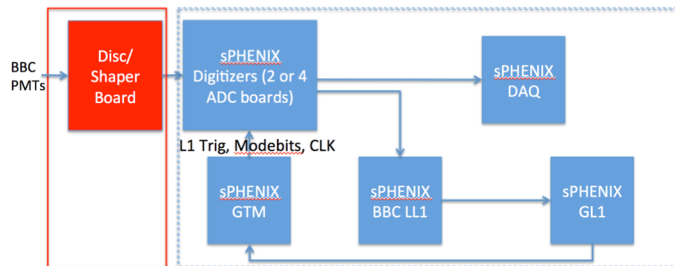 BBC
PMTs
Disc/
Shaper
Board
sPHENIX
Digitizers (2 or 4
ADC boards)
sPHENIX
DAQ
L1 Trig, Modebits, CLK
sPHENIX
GTM
sPHENIX
BBC LL1
sPHENIX
GL1